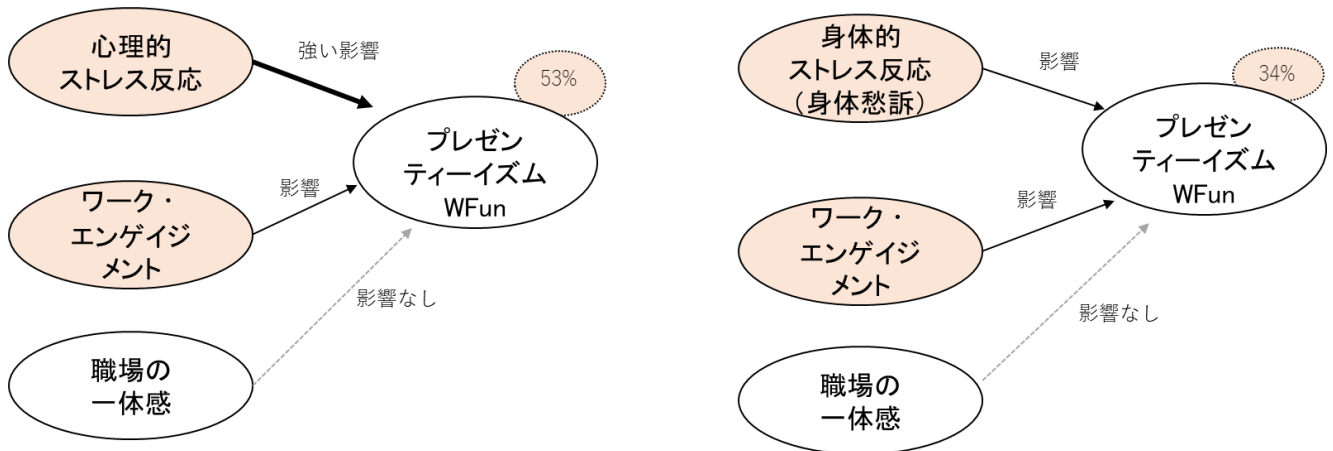 心理的
ストレス反応
強い影響
53%
プレゼン
ティーイズム
WFun
ワーク・
エンゲイジ
メント
影響
影響なし
職場の
一体感
身体的
ストレス反応
（身体愁訴）
影響
34%
プレゼン
ティーイズム
WFun
ワーク・
エンゲイジ
メント
影響
影響なし
職場の
一体感